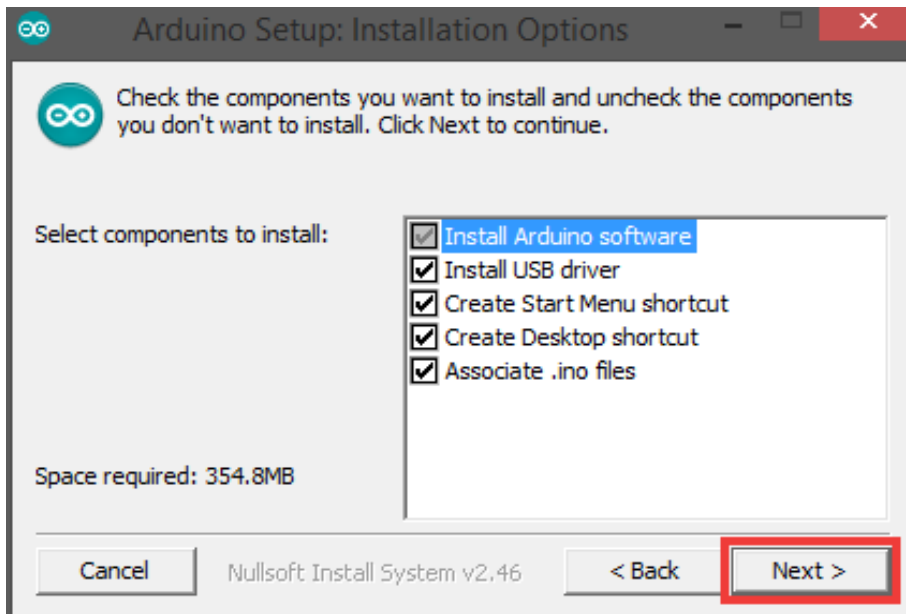 Arduino Setup: Installation Options
Check the components you want to install and uncheck the components
you don't want to install. Click Next to continue.
Select components to install:
Install Arduino software
Install USB driver
Create Start Menu shortcut
Create Desktop shortcut
Associate .ino files
Space required: 354.8MB
Cancel
Nullsoft Install System v2.46
< Back
Next >